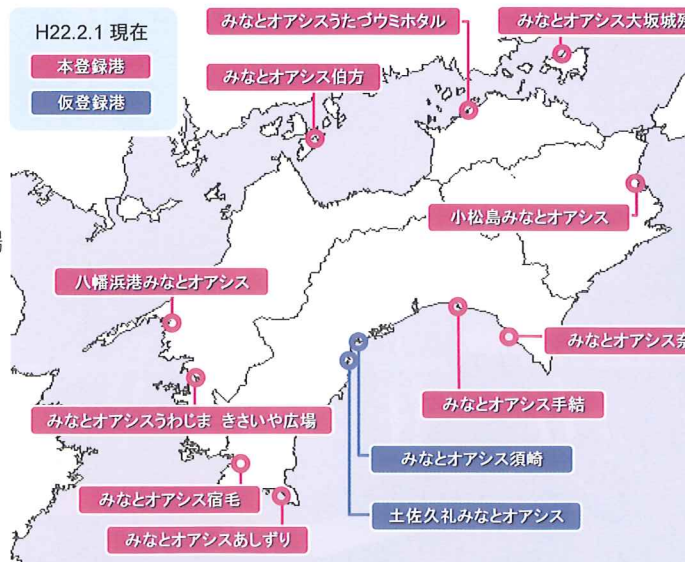 H22.2.1 現在
本登録港
仮登録港
みなとオアシスうたづウミホタル
みなとオアシス大坂城
みなとオアシス伯方
小松島みなとオアシス
八幡浜港みなとオアシス
みなとオアシス奈
みなとオアシス手結
みなとオアシスうわじま きさいや広場
みなとオアシス須崎
みなとオアシス宿毛
土佐久礼みなとオアシス
みなとオアシスあしずり